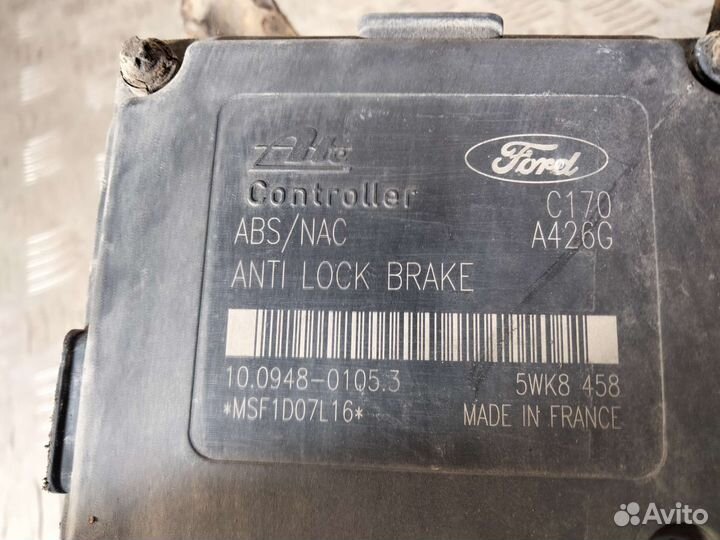 Ate
Ford
Controller
C170
ABS/NAC
A426G
ANTI LOCK BRAKE
10.0948-0105.3
5WK8 458
*MSF1D07L16*
MADE IN FRANCE
Avito